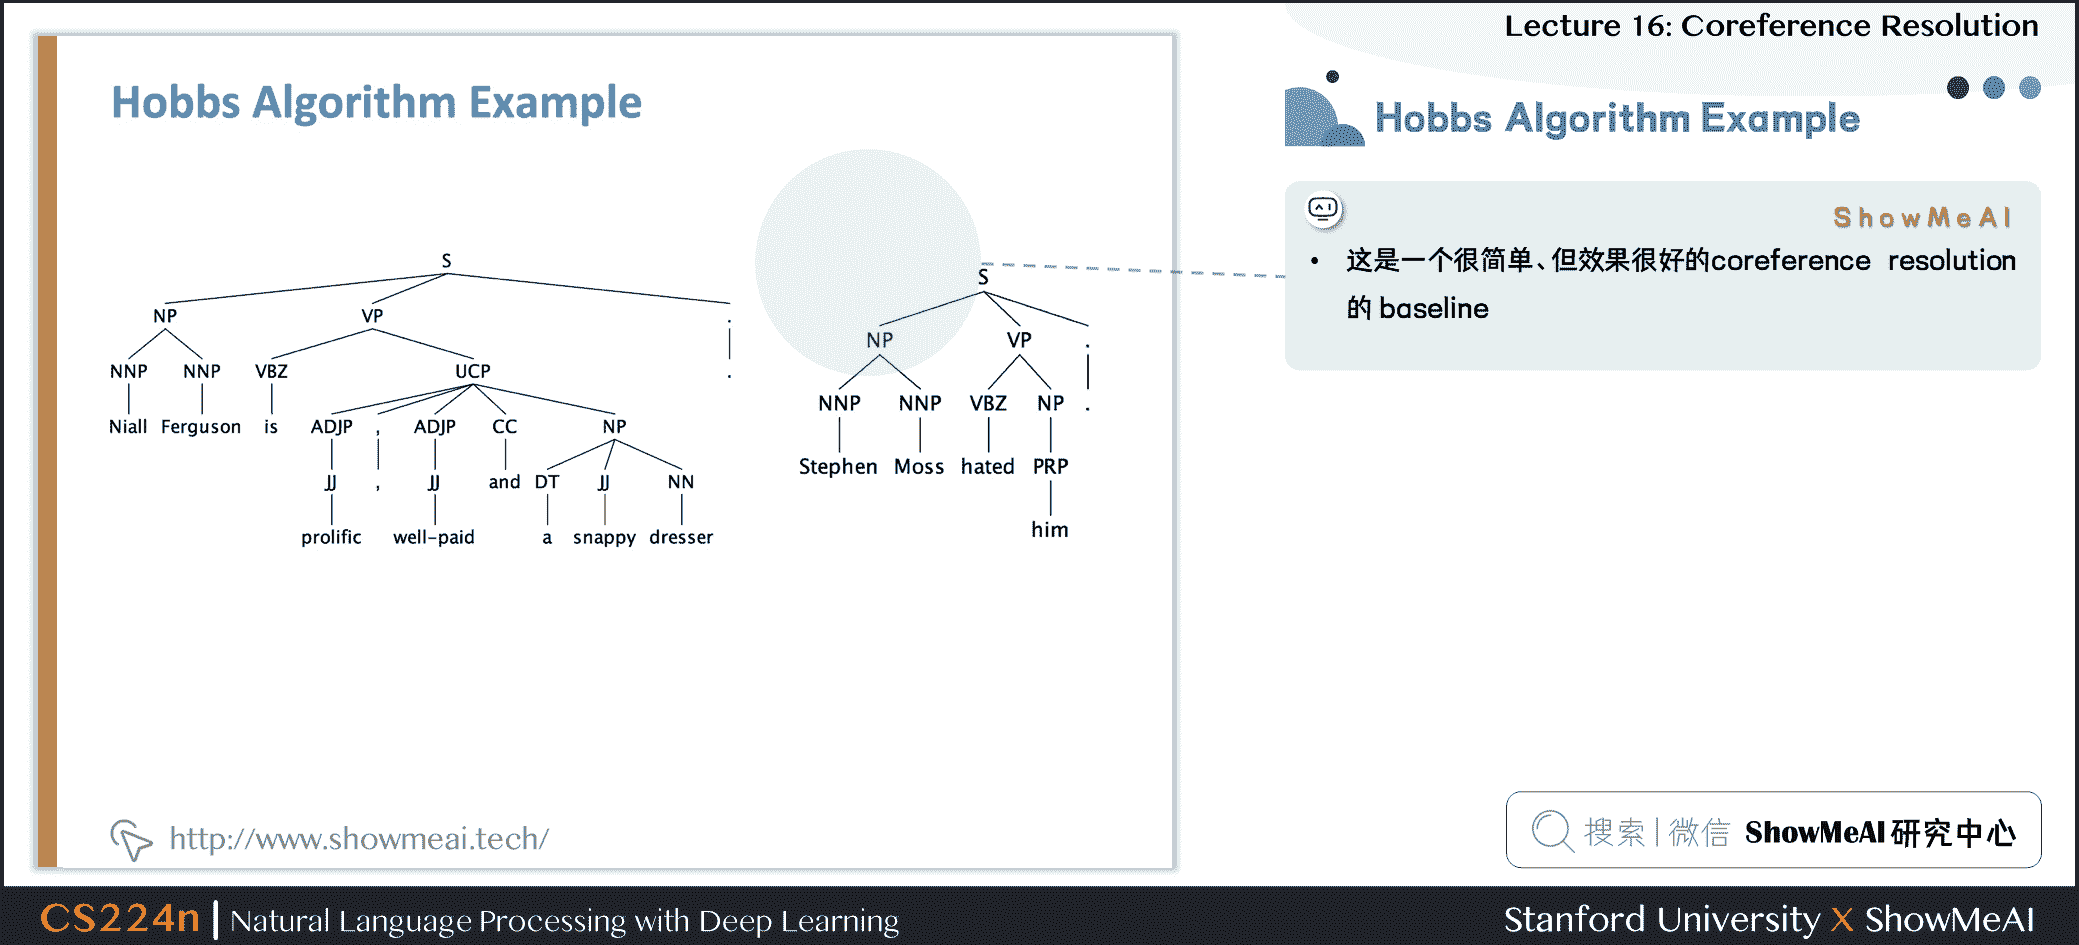 Lecture 16: Coreference Resolution
Hobbs Algorithm Example
S
NP VP .
NNP NNP VBZ UCP .
Niall Ferguson is ADJP , ADJP CC NP
JJ , JJ and DT JJ NN
prolific well-paid a snappy dresser
S
NP VP .
NNP NNP VBZ NP .
Stephen Moss hated PRP
him
http://www.showmeai.tech/
Hobbs Algorithm Example
ShowMeAI
• 这是一个很简单、但效果很好的coreference resolution
的 baseline
搜索|微信 ShowMeAI 研究中心
CS224n | Natural Language Processing with Deep Learning
Stanford University X ShowMeAI